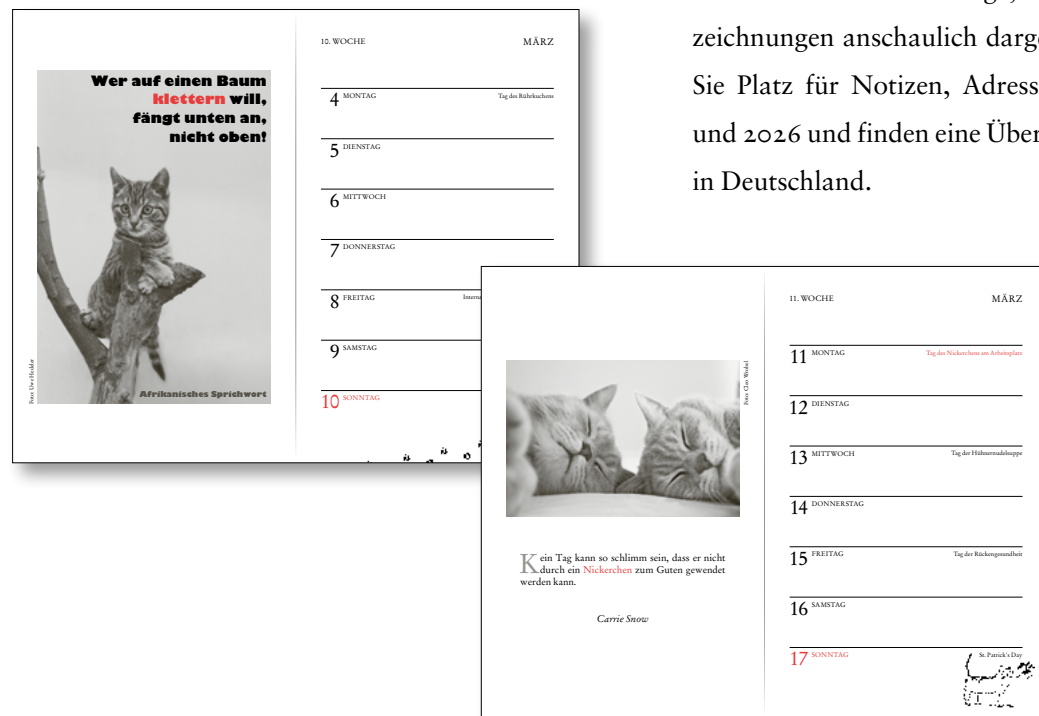 zeichnungen anschaulich darge
Sie Platz für Notizen, Adress
und 2026 und finden eine Über
in Deutschland.
Wer auf einen Baum
klettern will,
fängt unten an,
nicht oben!
Afrikanisches Sprichwort
Foto: Uwe Heckler
10. WOCHE MÄRZ
4 MONTAG Tag des Rührkuchens
5 DIENSTAG
6 MITTWOCH
7 DONNERSTAG
8 FREITAG Interna
9 SAMSTAG
10 SONNTAG
Kein Tag kann so schlimm sein, dass er nicht
durch ein Nickerchen zum Guten gewendet
werden kann.
Carrie Snow
11. WOCHE MÄRZ
11 MONTAG Tag des Nickerchens am Arbeitsplatz
12 DIENSTAG
13 MITTWOCH Tag der Hühnernudelsuppe
14 DONNERSTAG
15 FREITAG Tag der Rückengesundheit
16 SAMSTAG
17 SONNTAG St. Patrick's Day